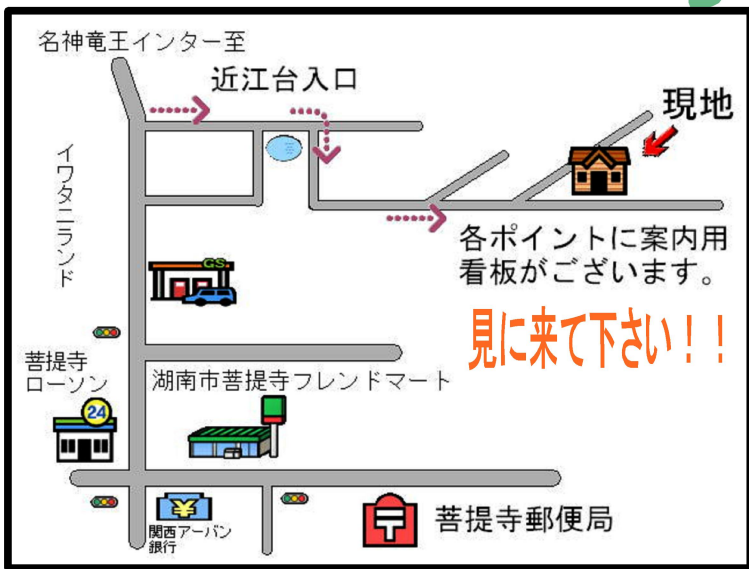 名神竜王インター至
近江台入口
現地
イワタニランド
各ポイントに案内用
看板がございます。
見に来て下さい！！
GS
菩提寺
ローソン
24
湖南市菩提寺フレンドマート
¥
関西アーバン
銀行
〒
菩提寺郵便局